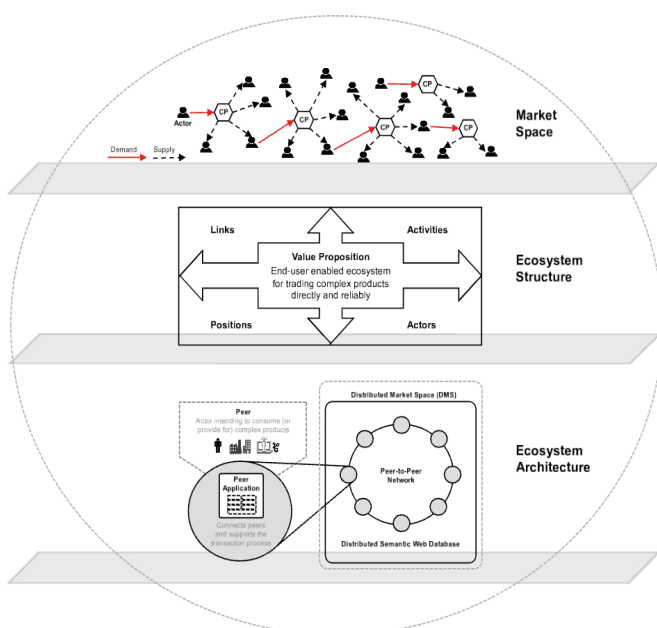 CP
CP
CP
CP
CP
Actor
Demand
Supply
Market
Space
Links
Activities
Value Proposition
End-user enabled ecosystem
for trading complex products
directly and reliably
Positions
Actors
Ecosystem
Structure
Distributed Market Space (DMS)
Peer
Actor intending to consume (or
provide for) complex products
Peer
Application
Connects peers
and supports the
transaction process
Peer-to-Peer
Network
Distributed Semantic Web Database
Ecosystem
Architecture